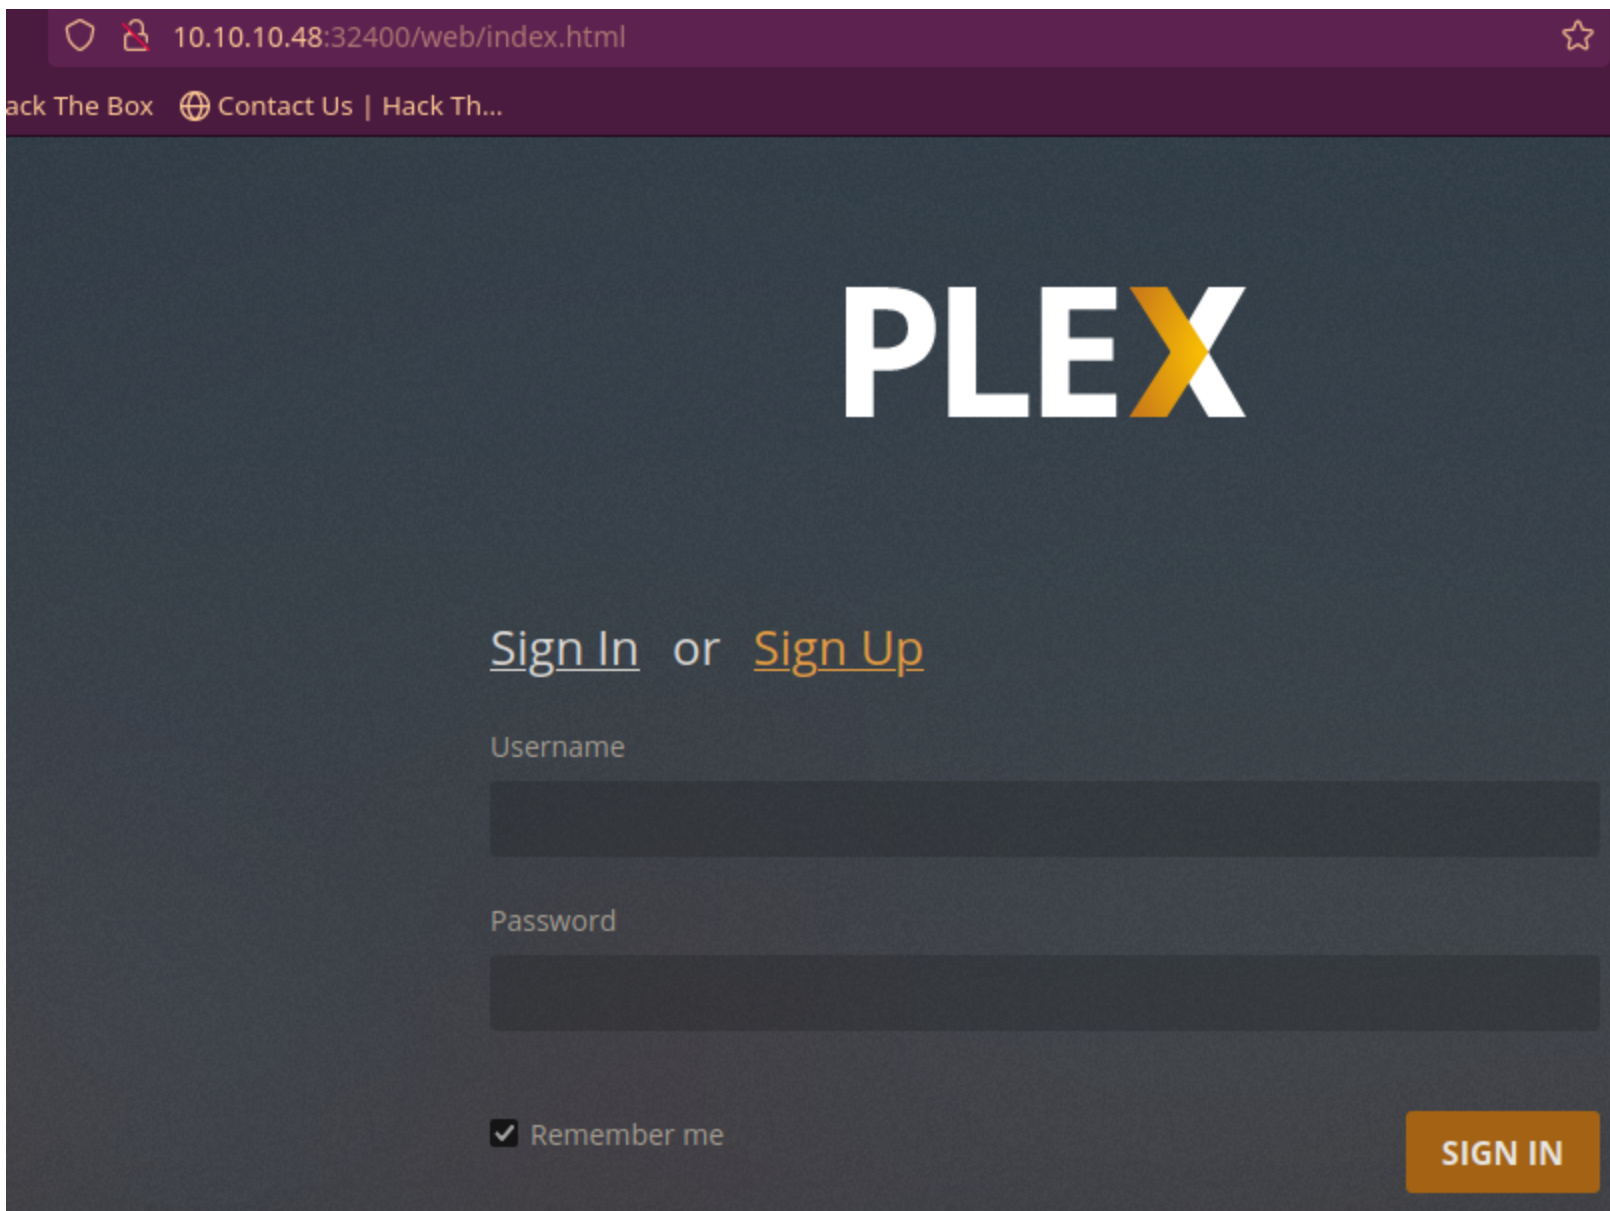 10.10.10.48:32400/web/index.html
ack The Box Contact Us | Hack Th...
PLEX
Sign In or Sign Up
Username
Password
Remember me
SIGN IN